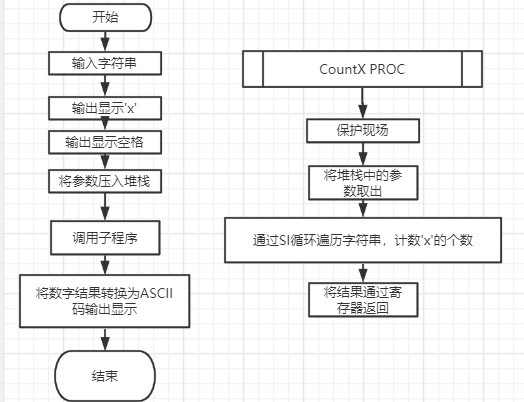 开始
输入字符串
输出显示'x'
输出显示空格
将参数压入堆栈
调用子程序
将数字结果转换为ASCII
码输出显示
结束
CountX PROC
保护现场
将堆栈中的参
数取出
通过SI循环遍历字符串，计数'x'的个数
将结果通过寄
存器返回